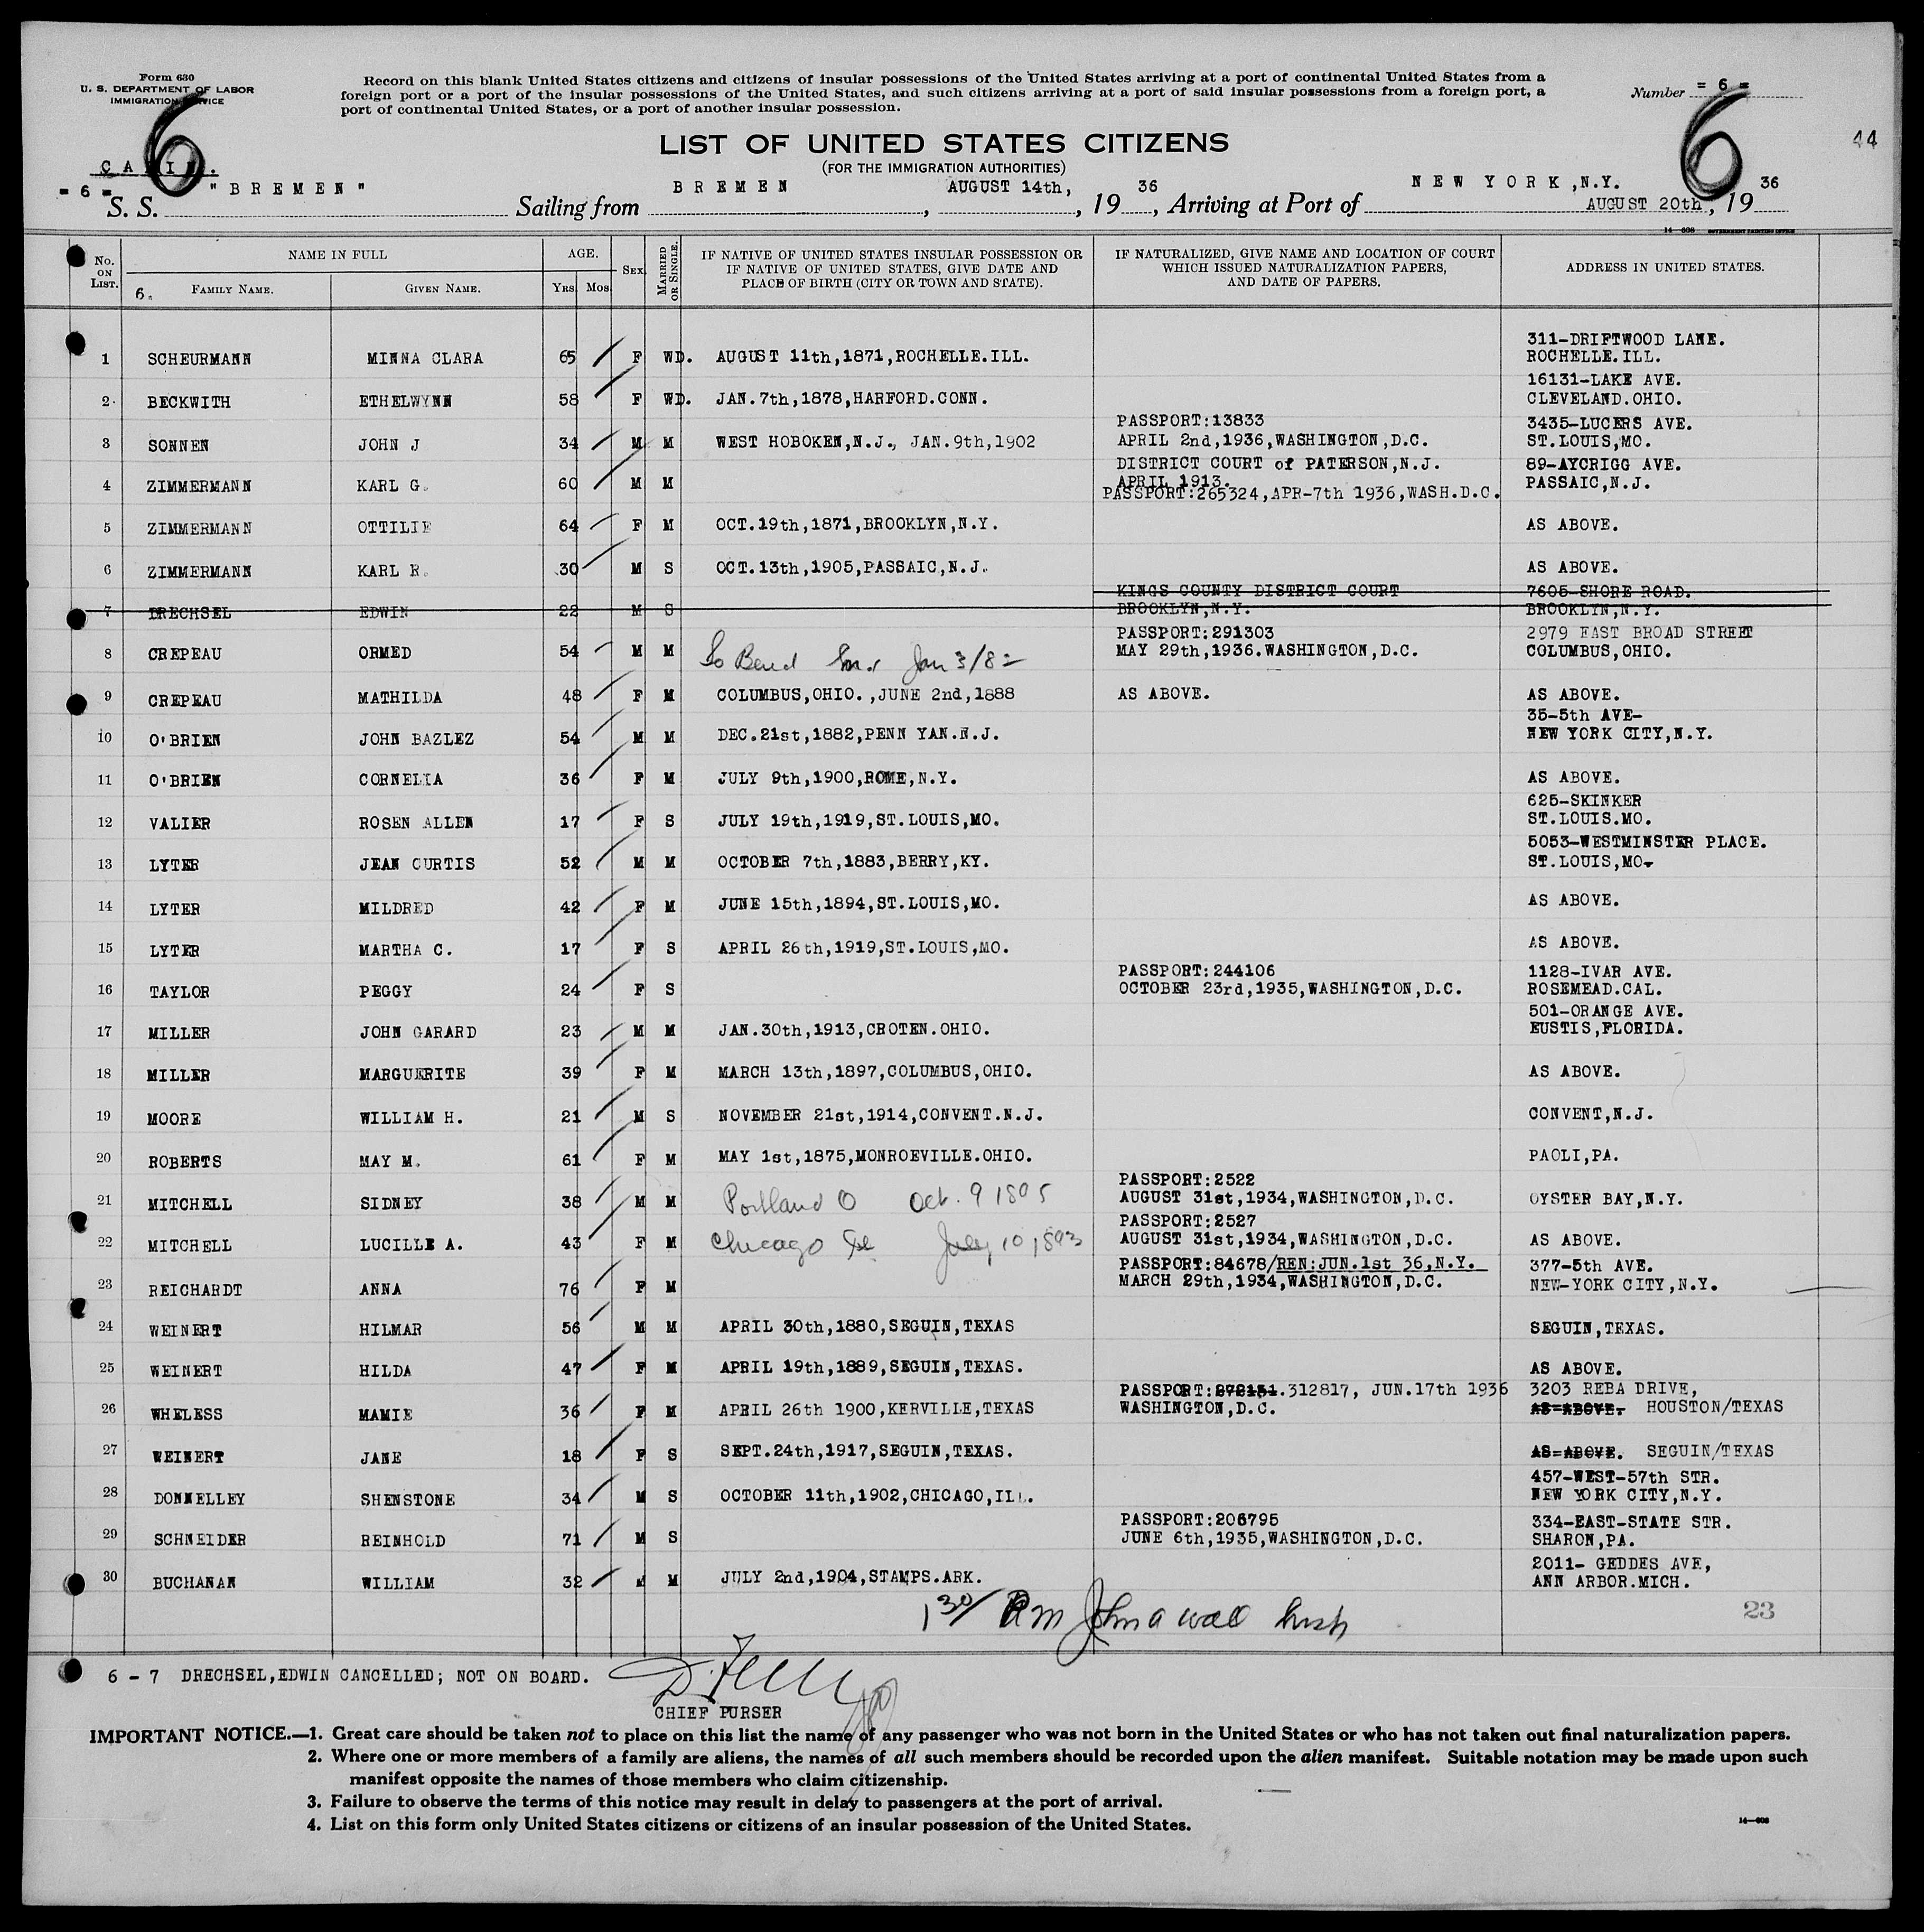 Form 630
U. S. DEPARTMENT OF LABOR
IMMIGRATION SERVICE
Record on this blank United States citizens and citizens of insular possessions of the United States arriving at a port of continental United States from a
foreign port or a port of the insular possessions of the United States, and such citizens arriving at a port of said insular possessions from a foreign port, a
port of continental United States, or a port of another insular possession.
Number = 6 =
6 6
44
LIST OF UNITED STATES CITIZENS
(FOR THE IMMIGRATION AUTHORITIES)
CABIN.
= 6 =
S. S. "BREMEN" Sailing from BREMEN, AUGUST 14th, 1936, Arriving at Port of NEW YORK, N.Y. AUGUST 20th, 1936
14—608 GOVERNMENT PRINTING OFFICE
No. ON LIST. NAME IN FULL AGE. SEX MARRIED OR SINGLE. IF NATIVE OF UNITED STATES INSULAR POSSESSION OR IF NATIVE OF UNITED STATES, GIVE DATE AND PLACE OF BIRTH (CITY OR TOWN AND STATE). IF NATURALIZED, GIVE NAME AND LOCATION OF COURT WHICH ISSUED NATURALIZATION PAPERS, AND DATE OF PAPERS. ADDRESS IN UNITED STATES.
6. FAMILY NAME. GIVEN NAME. YRS. MOS.
1 SCHEURMANN MINNA CLARA 65 F WD. AUGUST 11th,1871,ROCHELLE.ILL. 311-DRIFTWOOD LANE. ROCHELLE.ILL.
2 BECKWITH ETHELWYNN 58 F WD. JAN.7th,1878,HARFORD.CONN. 16131-LAKE AVE. CLEVELAND.OHIO.
3 SONNEN JOHN J 34 M M WEST HOBOKEN,N.J., JAN.9th,1902 PASSPORT:13833 APRIL 2nd,1936,WASHINGTON,D.C. 3435-LUCERS AVE. ST.LOUIS,MO.
4 ZIMMERMANN KARL G. 60 M M DISTRICT COURT of PATERSON,N.J. APRIL 1913. PASSPORT:265324,APR-7th 1936,WASH.D.C. 89-AYCRIGG AVE. PASSAIC,N.J.
5 ZIMMERMANN OTTILIE 64 F M OCT.19th,1871,BROOKLYN,N.Y. AS ABOVE.
6 ZIMMERMANN KARL R. 30 M S OCT.13th,1905,PASSAIC,N.J. AS ABOVE.
7 DRECHSEL EDWIN 22 M S KINGS COUNTY DISTRICT COURT BROOKLYN,N.Y. 7605-SHORE ROAD. BROOKLYN,N.Y.
8 CREPEAU ORMED 54 M M So Bend Jan 3/82 PASSPORT:291303 MAY 29th,1936.WASHINGTON,D.C. 2979 EAST BROAD STREET COLUMBUS,OHIO.
9 CREPEAU MATHILDA 48 F M COLUMBUS,OHIO.,JUNE 2nd,1888 AS ABOVE. AS ABOVE.
10 O'BRIEN JOHN BAZLEZ 54 M M DEC.21st,1882,PENN YAN.N.J. 35-5th AVE- NEW YORK CITY,N.Y.
11 O'BRIEN CORNELIA 36 F M JULY 9th,1900,ROME,N.Y. AS ABOVE.
12 VALIER ROSEN ALLEN 17 F S JULY 19th,1919,ST.LOUIS,MO. 625-SKINKER ST.LOUIS.MO.
13 LYTER JEAN CURTIS 52 M M OCTOBER 7th,1883,BERRY,KY. 5053-WESTMINSTER PLACE. ST.LOUIS,MO.
14 LYTER MILDRED 42 F M JUNE 15th,1894,ST.LOUIS,MO. AS ABOVE.
15 LYTER MARTHA C. 17 F S APRIL 26th,1919,ST.LOUIS,MO. AS ABOVE.
16 TAYLOR PEGGY 24 F S PASSPORT:244106 OCTOBER 23rd,1935,WASHINGTON,D.C. 1128-IVAR AVE. ROSEMEAD.CAL.
17 MILLER JOHN GARARD 23 M M JAN.30th,1913,CROTEN.OHIO. 501-ORANGE AVE. EUSTIS,FLORIDA.
18 MILLER MARGUERITE 39 F M MARCH 13th,1897,COLUMBUS,OHIO. AS ABOVE.
19 MOORE WILLIAM H. 21 M S NOVEMBER 21st,1914,CONVENT.N.J. CONVENT,N.J.
20 ROBERTS MAY M. 61 F M MAY 1st,1875,MONROEVILLE.OHIO. PAOLI,PA.
21 MITCHELL SIDNEY 38 M M Portland O Oct. 9 1895 PASSPORT:2522 AUGUST 31st,1934,WASHINGTON,D.C. OYSTER BAY,N.Y.
22 MITCHELL LUCILLE A. 43 F M Chicago Ill July 10 1893 PASSPORT:2527 AUGUST 31st,1934,WASHINGTON,D.C. AS ABOVE.
23 REICHARDT ANNA 76 F M PASSPORT:84678/REN:JUN.1st 36,N.Y. MARCH 29th,1934,WASHINGTON,D.C. 377-5th AVE. NEW-YORK CITY,N.Y.
24 WEINERT HILMAR 56 M M APRIL 30th,1880,SEGUIN,TEXAS SEGUIN,TEXAS.
25 WEINERT HILDA 47 F M APRIL 19th,1889,SEGUIN,TEXAS. AS ABOVE.
26 WHELESS MAMIE 36 F M APRIL 26th 1900,KERVILLE,TEXAS PASSPORT:272151.312817, JUN.17th 1936 WASHINGTON,D.C. 3203 REBA DRIVE, AS=ABOVE. HOUSTON/TEXAS
27 WEINERT JANE 18 F S SEPT.24th,1917,SEGUIN,TEXAS. AS=ABOVE. SEGUIN/TEXAS
28 DONNELLEY SHENSTONE 34 M S OCTOBER 11th,1902,CHICAGO,ILL. 457-WEST-57th STR. NEW YORK CITY,N.Y.
29 SCHNEIDER REINHOLD 71 M S PASSPORT:206795 JUNE 6th,1935,WASHINGTON,D.C. 334-EAST-STATE STR. SHARON,PA.
30 BUCHANAN WILLIAM 32 M M JULY 2nd,1904,STAMPS.ARK. 2011- GEDDES AVE, ANN ARBOR.MICH.
1 30/ PM John A Wall Insp
23
6 - 7 DRECHSEL,EDWIN CANCELLED; NOT ON BOARD.
CHIEF PURSER
IMPORTANT NOTICE.—1. Great care should be taken not to place on this list the name of any passenger who was not born in the United States or who has not taken out final naturalization papers.
2. Where one or more members of a family are aliens, the names of all such members should be recorded upon the alien manifest. Suitable notation may be made upon such
manifest opposite the names of those members who claim citizenship.
3. Failure to observe the terms of this notice may result in delay to passengers at the port of arrival.
4. List on this form only United States citizens or citizens of an insular possession of the United States.
14—608